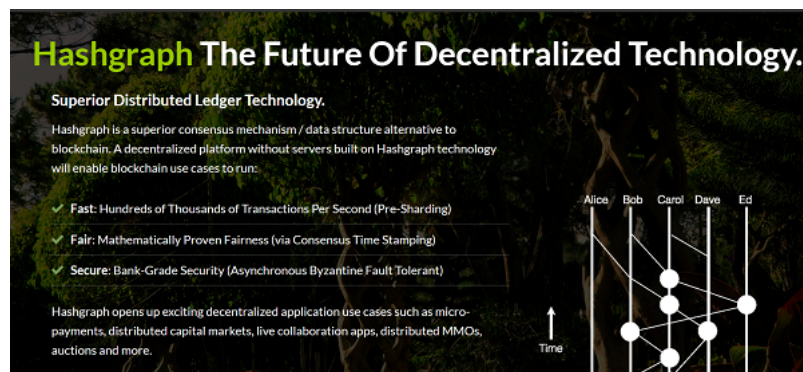 Hashgraph The Future Of Decentralized Technology.
Superior Distributed Ledger Technology.
Hashgraph is a superior consensus mechanism / data structure alternative to
blockchain. A decentralized platform without servers built on Hashgraph technology
will enable blockchain use cases to run:
Fast: Hundreds of Thousands of Transactions Per Second (Pre-Sharding)
Fair: Mathematically Proven Fairness (via Consensus Time Stamping)
Secure: Bank-Grade Security (Asynchronous Byzantine Fault Tolerant)
Hashgraph opens up exciting decentralized application use cases such as micro-
payments, distributed capital markets, live collaboration apps, distributed MMOs,
auctions and more.
Alice Bob Carol Dave Ed
Time